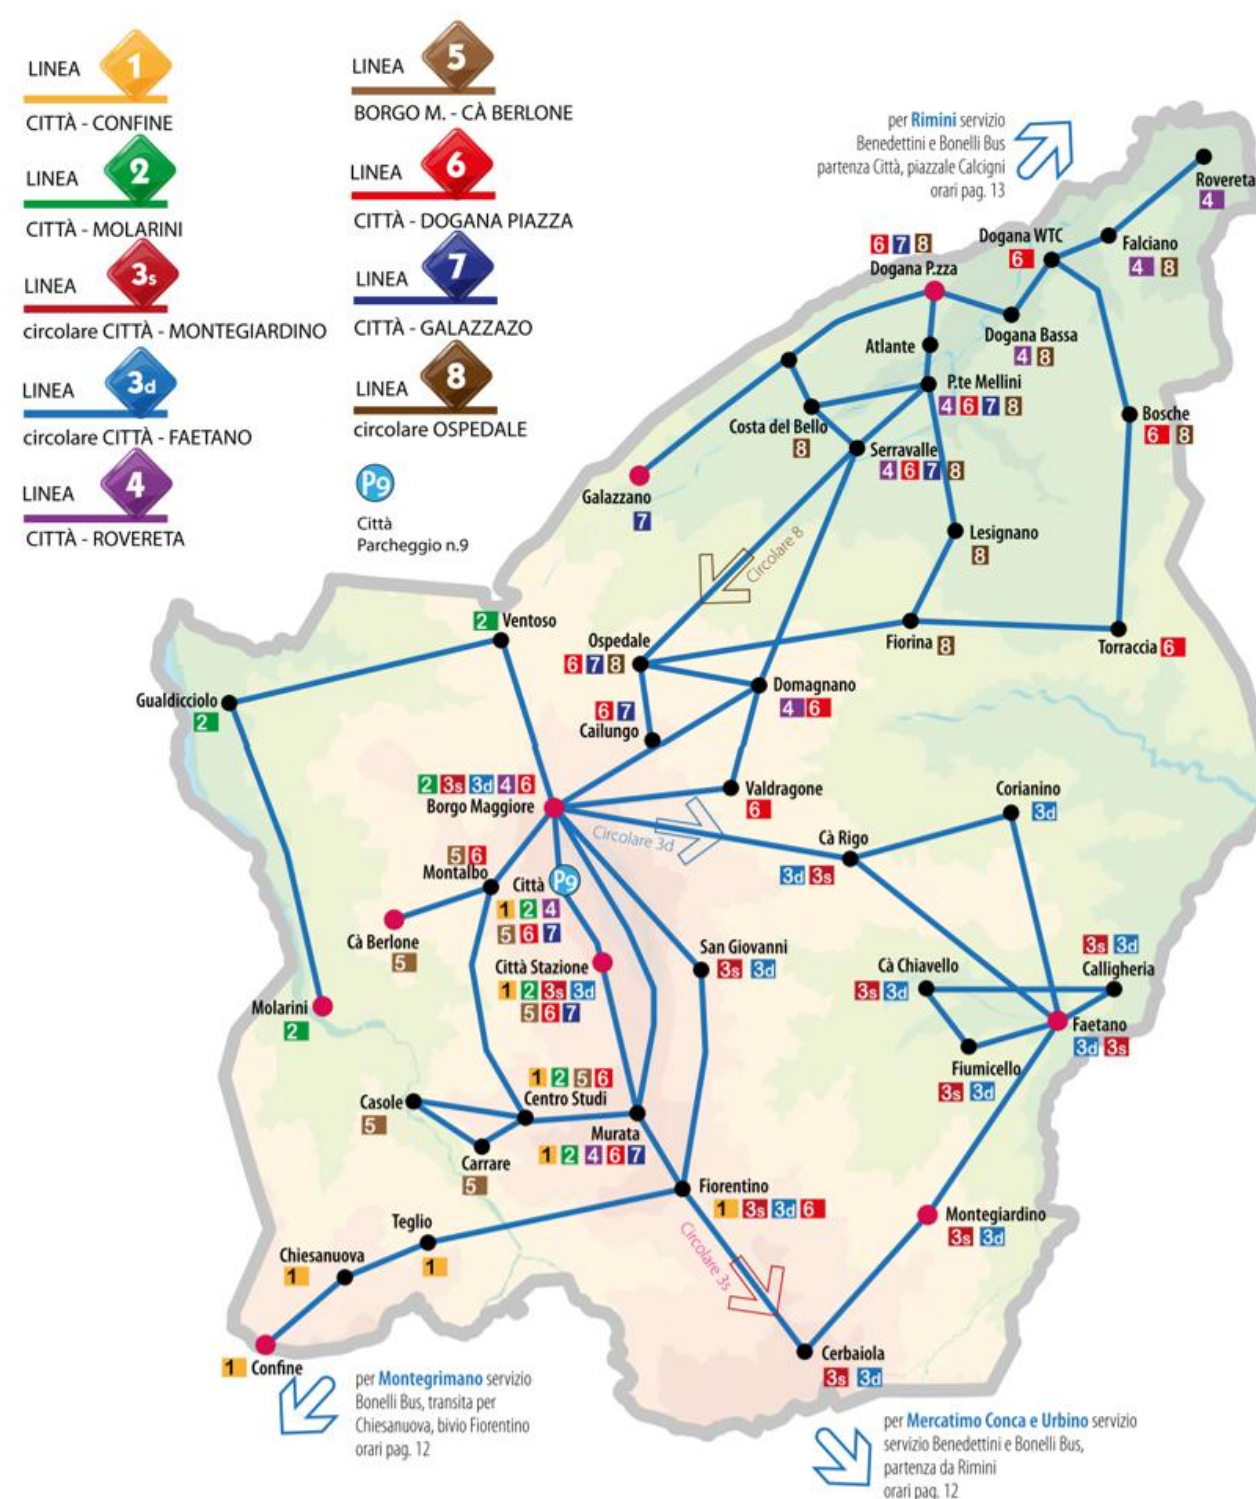 LINEA 1
CITTÀ - CONFINE
LINEA 2
CITTÀ - MOLARINI
LINEA 3s
circolare CITTÀ - MONTEGIARDINO
LINEA 3d
circolare CITTÀ - FAETANO
LINEA 4
CITTÀ - ROVERETA
LINEA 5
BORGO M. - CÀ BERLONE
LINEA 6
CITTÀ - DOGANA PIAZZA
LINEA 7
CITTÀ - GALAZZAZO
LINEA 8
circolare OSPEDALE
P9
Città
Parcheggio n.9
per Rimini servizio
Benedettini e Bonelli Bus
partenza Città, piazzale Calcigni
orari pag. 13
Rovereta
4
Dogana WTC
6
Falciano
4 8
6 7 8
Dogana P.zza
Dogana Bassa
4 8
Atlante
P.te Mellini
4 6 7 8
Bosche
6 8
Costa del Bello
8
Serravalle
4 6 7 8
Galazzano
7
Lesignano
8
Circolare 8
2 Ventoso
Ospedale
6 7 8
Fiorina 8
Torraccia 6
Gualdicciolo
2
Domagnano
4 6
6 7
Cailungo
2 3s 3d 4 6
Borgo Maggiore
Valdragone
6
Corianino
3d
Circolare 3d
Cà Rigo
3d 3s
5 6
Montalbo
Città P9
1 2 4
5 6 7
Cà Berlone
5
San Giovanni
3s 3d
3s 3d
Calligheria
Cà Chiavello
3s 3d
Città Stazione
1 2 3s 3d
5 6 7
Molarini
2
Faetano
3d 3s
Fiumicello
3s 3d
1 2 5 6
Centro Studi
Casole
5
Murata
1 2 4 6 7
Carrare
5
Fiorentino
1 3s 3d 6
Teglio
1
Montegiardino
3s 3d
Chiesanuova
1
Circolare 3s
Cerbaiola
3s 3d
1 Confine
per Montegrimano servizio
Bonelli Bus, transita per
Chiesanuova, bivio Fiorentino
orari pag. 12
per Mercatimo Conca e Urbino servizio
servizio Benedettini e Bonelli Bus,
partenza da Rimini
orari pag. 12